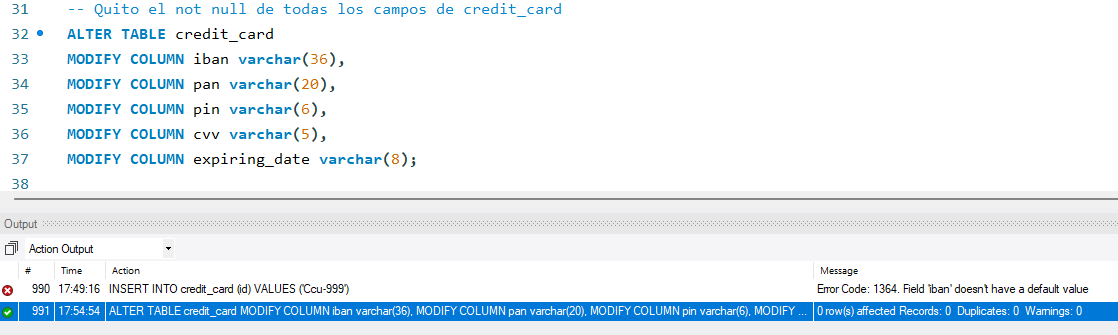 31 -- Quito el not null de todas los campos de credit_card
32 ALTER TABLE credit_card
33 MODIFY COLUMN iban varchar(36),
34 MODIFY COLUMN pan varchar(20),
35 MODIFY COLUMN pin varchar(6),
36 MODIFY COLUMN cvv varchar(5),
37 MODIFY COLUMN expiring_date varchar(8);
38
Output
Action Output
# Time Action Message
990 17:49:16 INSERT INTO credit_card (id) VALUES ('Ccu-999') Error Code: 1364. Field 'iban' doesn't have a default value
991 17:54:54 ALTER TABLE credit_card MODIFY COLUMN iban varchar(36), MODIFY COLUMN pan varchar(20), MODIFY COLUMN pin varchar(6), MODIFY ... 0 row(s) affected Records: 0 Duplicates: 0 Warnings: 0